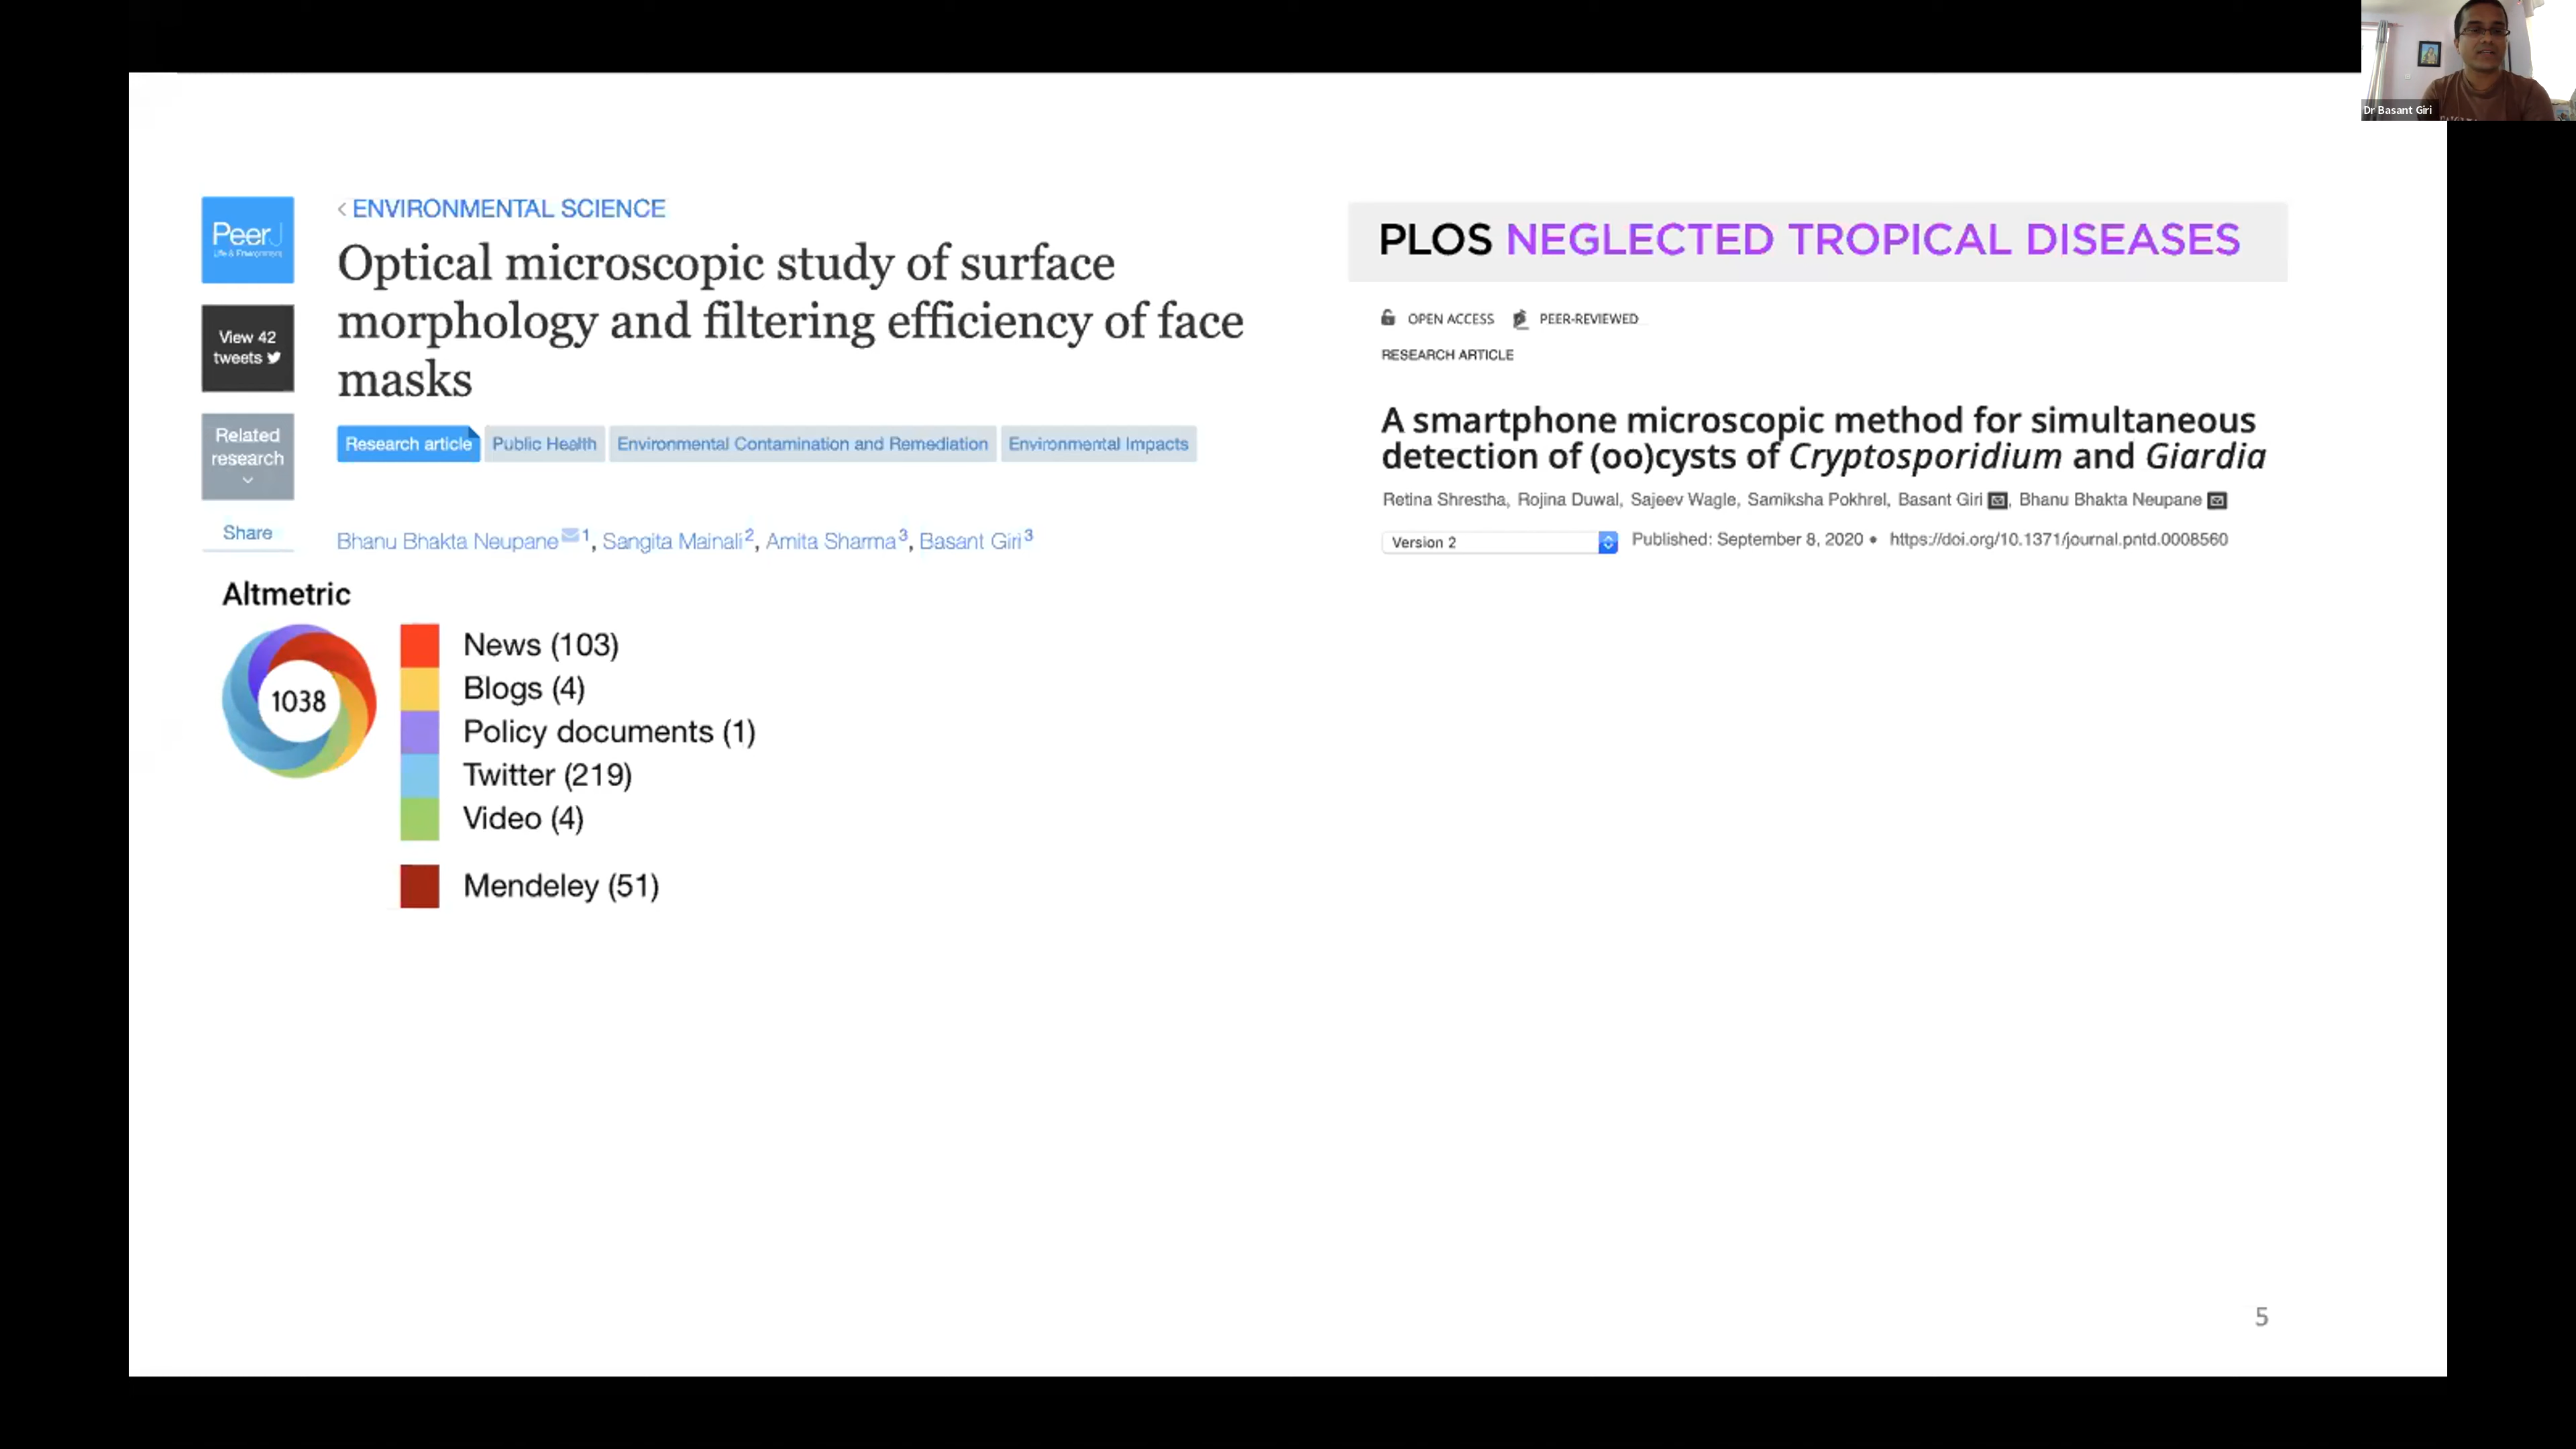 Dr Basant Giri
PeerJ
Life & Environment
View 42
tweets
Related
research
Share
< ENVIRONMENTAL SCIENCE
Optical microscopic study of surface
morphology and filtering efficiency of face
masks
Research article Public Health Environmental Contamination and Remediation Environmental Impacts
Bhanu Bhakta Neupane 1, Sangita Mainali 2, Amita Sharma 3, Basant Giri 3
Altmetric
1038
News (103)
Blogs (4)
Policy documents (1)
Twitter (219)
Video (4)
Mendeley (51)
PLOS NEGLECTED TROPICAL DISEASES
OPEN ACCESS PEER-REVIEWED
RESEARCH ARTICLE
A smartphone microscopic method for simultaneous
detection of (oo)cysts of Cryptosporidium and Giardia
Retina Shrestha, Rojina Duwal, Sajeev Wagle, Samiksha Pokhrel, Basant Giri, Bhanu Bhakta Neupane
Version 2 Published: September 8, 2020 • https://doi.org/10.1371/journal.pntd.0008560
5